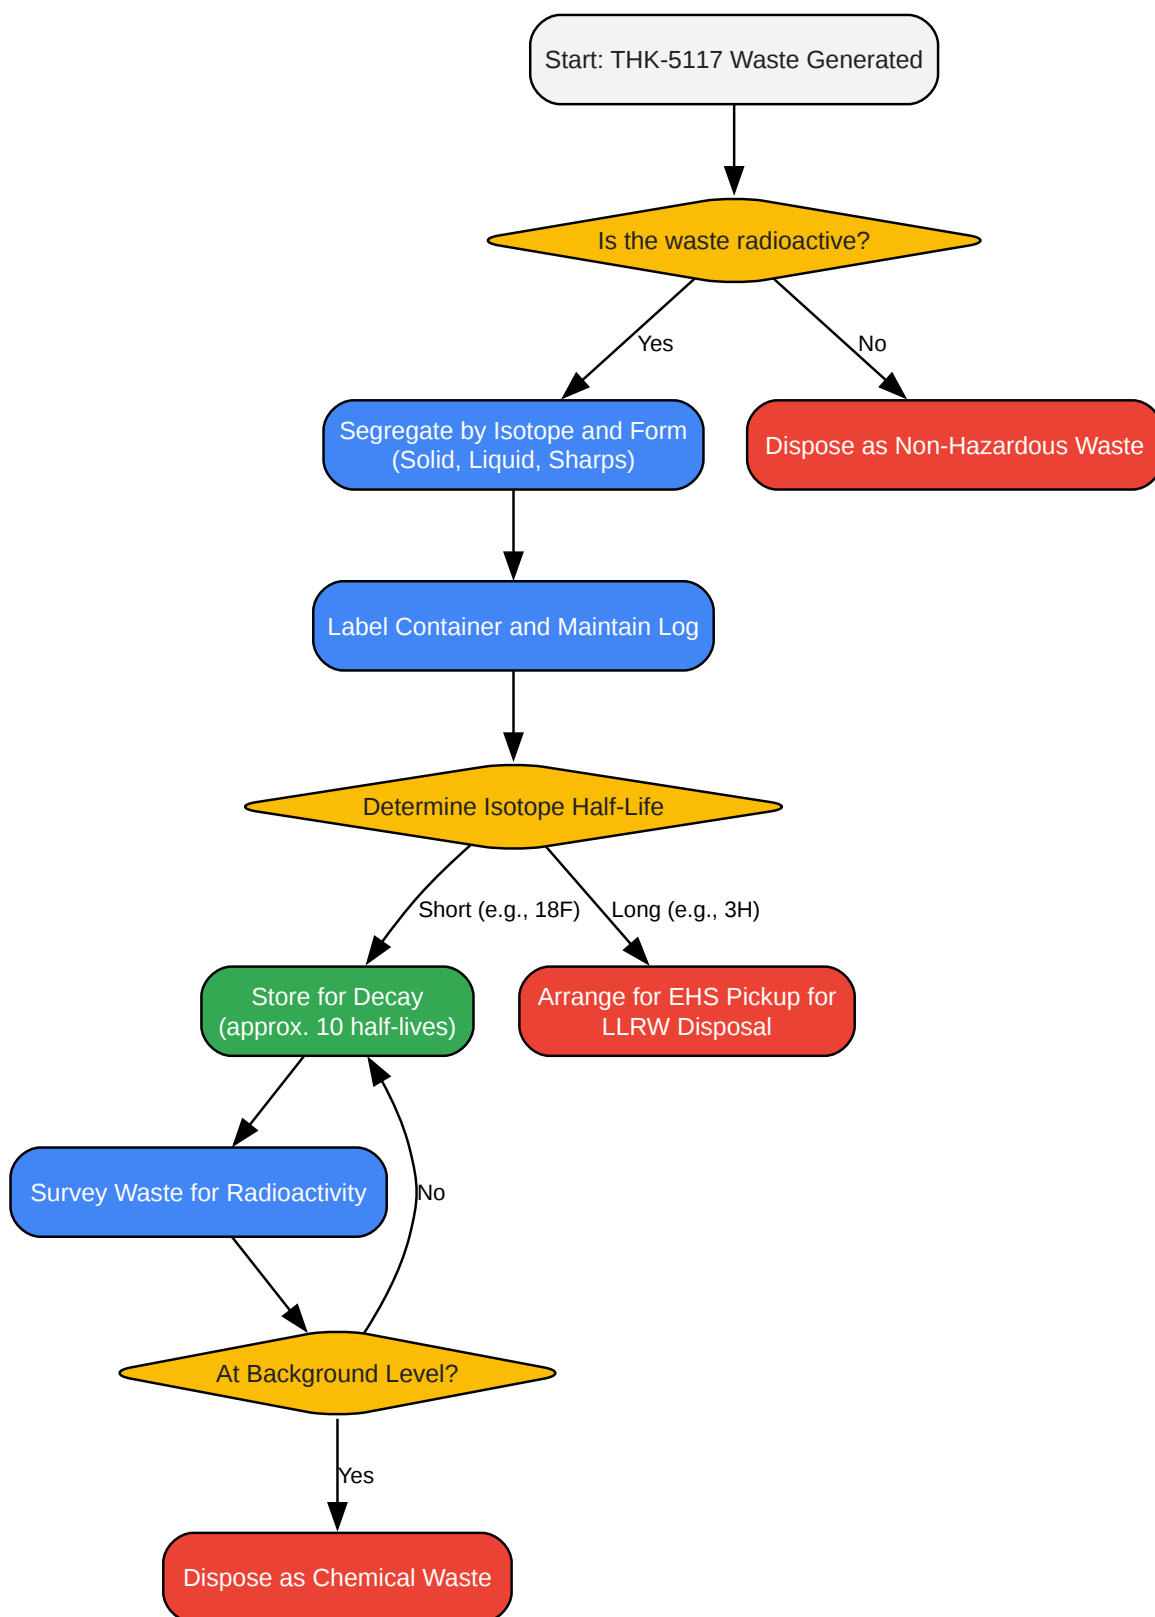 Start: THK-5117 Waste Generated
Is the waste radioactive?
Yes
No
Segregate by Isotope and Form
(Solid, Liquid, Sharps)
Dispose as Non-Hazardous Waste
Label Container and Maintain Log
Determine Isotope Half-Life
Short (e.g., 18F)
Long (e.g., 3H)
Store for Decay
(approx. 10 half-lives)
Arrange for EHS Pickup for
LLRW Disposal
Survey Waste for Radioactivity
No
At Background Level?
Yes
Dispose as Chemical Waste